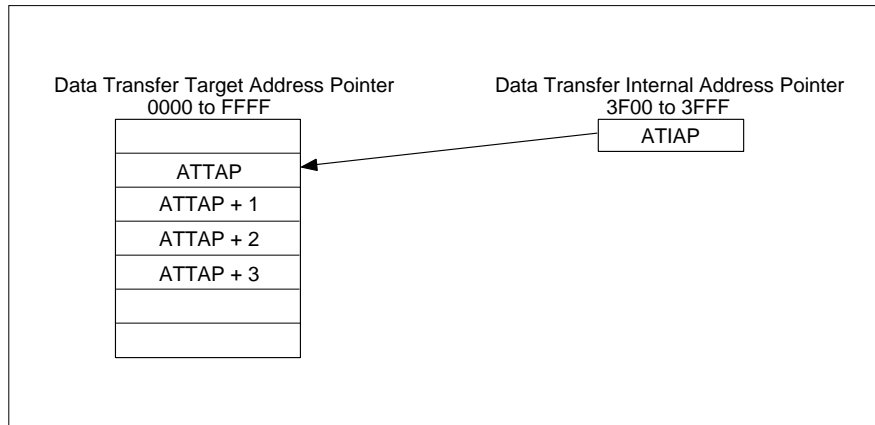 Data Transfer Target Address Pointer
0000 to FFFF
ATTAP
ATTAP + 1
ATTAP + 2
ATTAP + 3
Data Transfer Internal Address Pointer
3F00 to 3FFF
ATIAP